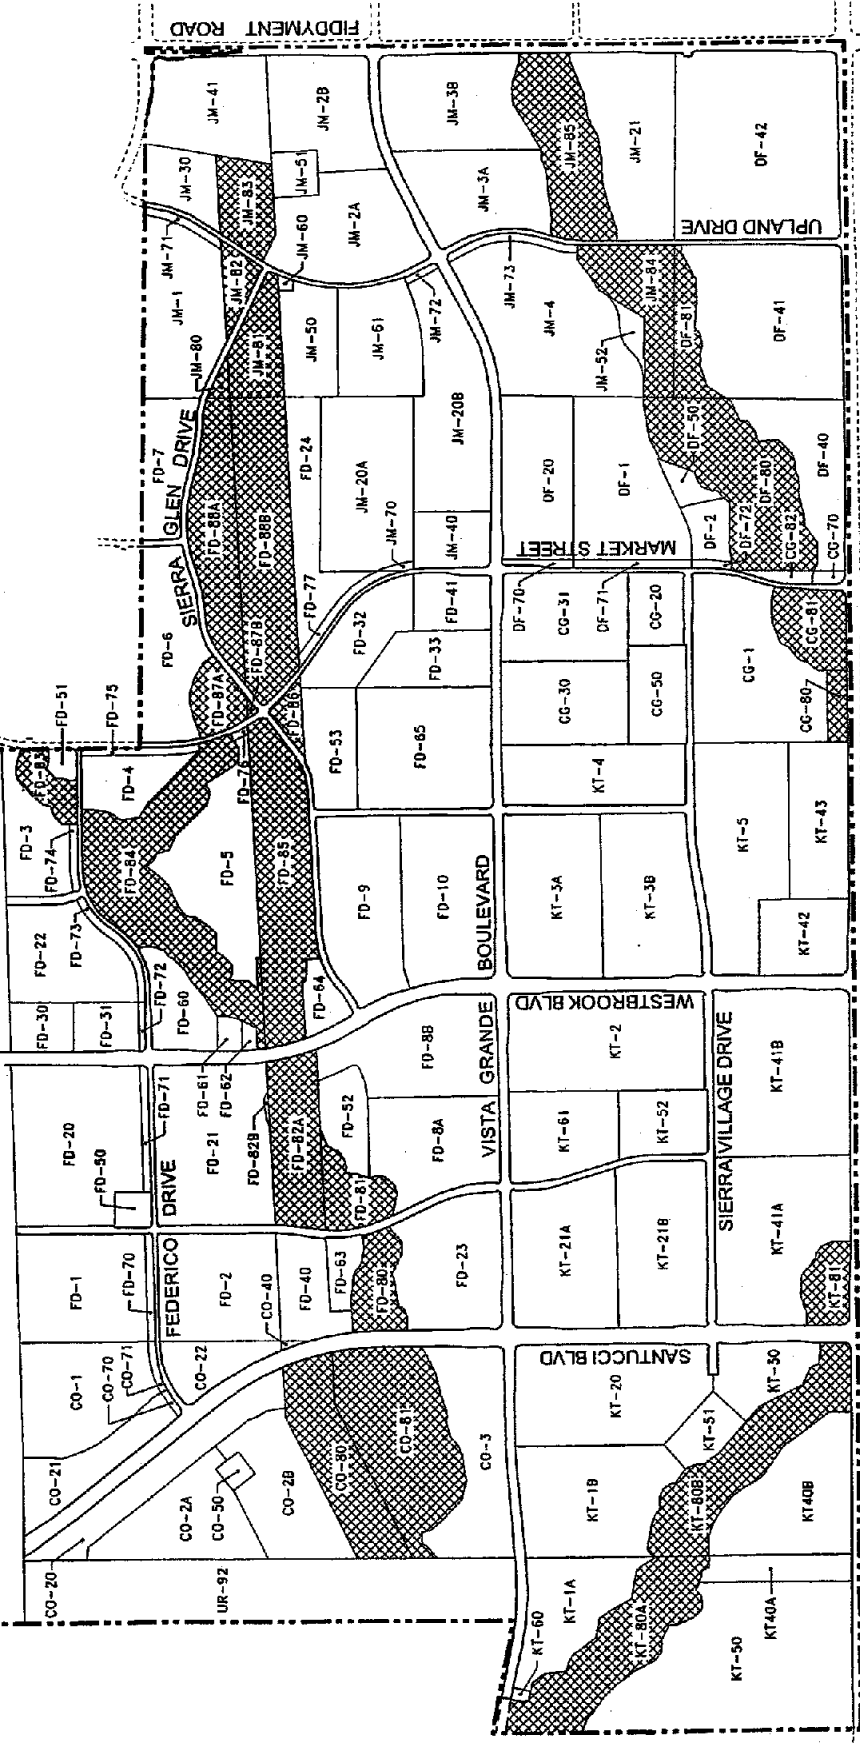 FIDDYMENT ROAD
JM-41
JM-2B
JM-3B
JM-85
JM-21
DF-42
JM-30
JM-83
JM-51
JM-3A
JM-71
JM-60
JM-2A
UPLAND DRIVE
JM-1
JM-82
JM-73
JM-84
JM-72
JM-4
DF-81
DF-41
JM-80
JM-81
JM-50
JM-61
JM-52
FD-7
SIERRA GLEN DRIVE
FD-24
JM-20B
JM-20A
DF-50
FD-88A
FD-88B
DF-20
DF-1
DF-80
DF-40
JM-70
JM-40
MARKET STREET
DF-2
DF-72
CG-82
CG-70
FD-6
FD-77
FD-32
FD-41
DF-70
CG-31
DF-71
CG-20
CG-81
FD-87B
FD-33
CG-1
FD-51
FD-75
FD-87A
FD-86
CG-30
CG-50
CG-80
FD-83
FD-4
FD-76
FD-53
FD-65
KT-4
FD-3
FD-74
FD-84
FD-5
FD-85
FD-9
FD-10
KT-3A
KT-3B
KT-5
KT-43
KT-42
FD-22
FD-73
VISTA GRANDE BOULEVARD
FD-30
FD-31
FD-72
FD-60
FD-64
WESTBROOK BLVD
FD-61
FD-62
FD-8B
KT-2
KT-41B
FD-20
FD-71
FD-21
FD-82B
FD-82A
FD-52
FD-8A
KT-61
KT-52
SIERRA VILLAGE DRIVE
FD-50
FD-81
FEDERICO DRIVE
FD-1
FD-70
FD-2
CO-40
FD-40
FD-63
FD-80
FD-23
KT-21A
KT-21B
KT-41A
KT-81
CO-1
CO-70
CO-71
CO-22
SANTUCCI BLVD
KT-20
KT-30
KT-51
CO-21
CO-2A
CO-50
CO-2B
CO-80
CO-81
CO-3
KT-1B
KT-80B
KT40B
CO-20
UR-92
KT-60
KT-1A
KT-80A
KT-50
KT40A